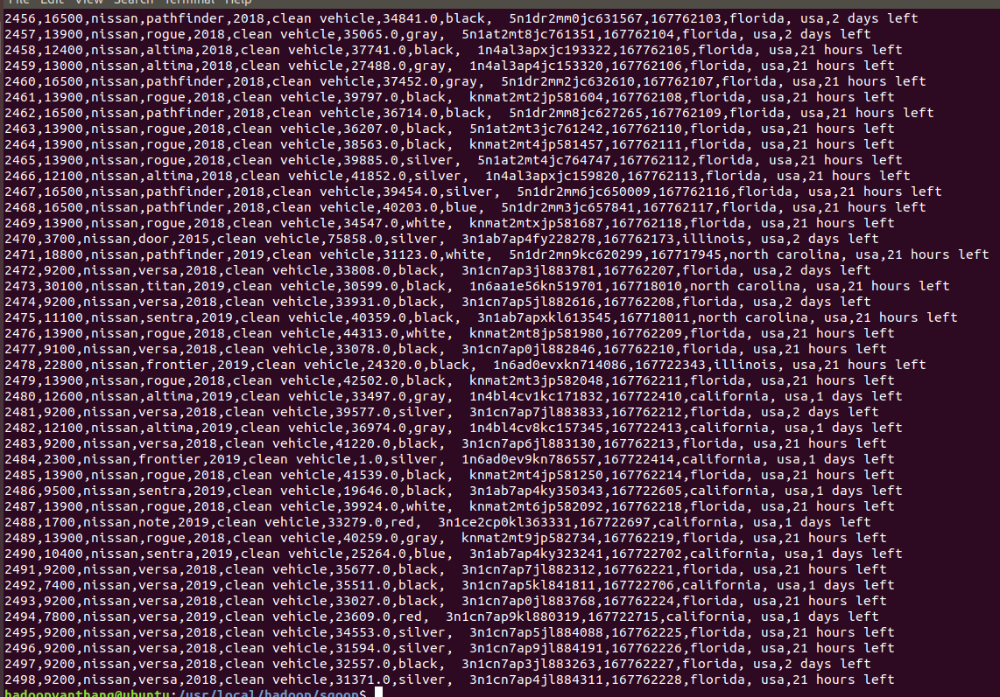 File Edit View Search Terminal Help
2456,16500,nissan,pathfinder,2018,clean vehicle,34841.0,black,  5n1dr2mm0jc631567,167762103,florida, usa,2 days left
2457,13900,nissan,rogue,2018,clean vehicle,35065.0,gray,  5n1at2mt8jc761351,167762104,florida, usa,2 days left
2458,12400,nissan,altima,2018,clean vehicle,37741.0,black,  1n4al3apxjc193322,167762105,florida, usa,21 hours left
2459,13000,nissan,altima,2018,clean vehicle,27488.0,gray,  1n4al3ap4jc153320,167762106,florida, usa,21 hours left
2460,16500,nissan,pathfinder,2018,clean vehicle,37452.0,gray,  5n1dr2mm2jc632610,167762107,florida, usa,21 hours left
2461,13900,nissan,rogue,2018,clean vehicle,39797.0,black,  knmat2mt2jp581604,167762108,florida, usa,21 hours left
2462,16500,nissan,pathfinder,2018,clean vehicle,36714.0,black,  5n1dr2mm8jc627265,167762109,florida, usa,21 hours left
2463,13900,nissan,rogue,2018,clean vehicle,36207.0,black,  5n1at2mt3jc761242,167762110,florida, usa,21 hours left
2464,13900,nissan,rogue,2018,clean vehicle,38563.0,black,  knmat2mt4jp581457,167762111,florida, usa,21 hours left
2465,13900,nissan,rogue,2018,clean vehicle,39885.0,silver,  5n1at2mt4jc764747,167762112,florida, usa,21 hours left
2466,12100,nissan,altima,2018,clean vehicle,41852.0,silver,  1n4al3apxjc159820,167762113,florida, usa,21 hours left
2467,16500,nissan,pathfinder,2018,clean vehicle,39454.0,silver,  5n1dr2mm6jc650009,167762116,florida, usa,21 hours left
2468,16500,nissan,pathfinder,2018,clean vehicle,40203.0,blue,  5n1dr2mm3jc657841,167762117,florida, usa,21 hours left
2469,13900,nissan,rogue,2018,clean vehicle,34547.0,white,  knmat2mtxjp581687,167762118,florida, usa,21 hours left
2470,3700,nissan,door,2015,clean vehicle,75858.0,silver,  3n1ab7ap4fy228278,167762173,illinois, usa,2 days left
2471,18800,nissan,pathfinder,2019,clean vehicle,31123.0,white,  5n1dr2mn9kc620299,167717945,north carolina, usa,21 hours left
2472,9200,nissan,versa,2018,clean vehicle,33808.0,black,  3n1cn7ap3jl883781,167762207,florida, usa,2 days left
2473,30100,nissan,titan,2019,clean vehicle,30599.0,black,  1n6aa1e56kn519701,167718010,north carolina, usa,21 hours left
2474,9200,nissan,versa,2018,clean vehicle,33931.0,black,  3n1cn7ap5jl882616,167762208,florida, usa,2 days left
2475,11100,nissan,sentra,2019,clean vehicle,40359.0,black,  3n1ab7apxkl613545,167718011,north carolina, usa,21 hours left
2476,13900,nissan,rogue,2018,clean vehicle,44313.0,white,  knmat2mt8jp581980,167762209,florida, usa,21 hours left
2477,9100,nissan,versa,2018,clean vehicle,33078.0,black,  3n1cn7ap0jl882846,167762210,florida, usa,21 hours left
2478,22800,nissan,frontier,2019,clean vehicle,24320.0,black,  1n6ad0evxkn714086,167722343,illinois, usa,21 hours left
2479,13900,nissan,rogue,2018,clean vehicle,42502.0,black,  knmat2mt3jp582048,167762211,florida, usa,21 hours left
2480,12600,nissan,altima,2019,clean vehicle,33497.0,gray,  1n4bl4cv1kc171832,167722410,california, usa,1 days left
2481,9200,nissan,versa,2018,clean vehicle,39577.0,silver,  3n1cn7ap7jl883833,167762212,florida, usa,2 days left
2482,12100,nissan,altima,2019,clean vehicle,36974.0,gray,  1n4bl4cv8kc157345,167722413,california, usa,1 days left
2483,9200,nissan,versa,2018,clean vehicle,41220.0,black,  3n1cn7ap6jl883130,167762213,florida, usa,21 hours left
2484,2300,nissan,frontier,2019,clean vehicle,1.0,silver,  1n6ad0ev9kn786557,167722414,california, usa,1 days left
2485,13900,nissan,rogue,2018,clean vehicle,41539.0,black,  knmat2mt4jp581250,167762214,florida, usa,21 hours left
2486,9500,nissan,sentra,2019,clean vehicle,19646.0,black,  3n1ab7ap4ky350343,167722605,california, usa,1 days left
2487,13900,nissan,rogue,2018,clean vehicle,39924.0,white,  knmat2mt6jp582092,167762218,florida, usa,21 hours left
2488,1700,nissan,note,2019,clean vehicle,33279.0,red,  3n1ce2cp0kl363331,167722697,california, usa,1 days left
2489,13900,nissan,rogue,2018,clean vehicle,40259.0,gray,  knmat2mt9jp582734,167762219,florida, usa,21 hours left
2490,10400,nissan,sentra,2019,clean vehicle,25264.0,blue,  3n1ab7ap4ky323241,167722702,california, usa,1 days left
2491,9200,nissan,versa,2018,clean vehicle,35677.0,black,  3n1cn7ap7jl882312,167762221,florida, usa,21 hours left
2492,7400,nissan,versa,2019,clean vehicle,35511.0,black,  3n1cn7ap5kl841811,167722706,california, usa,1 days left
2493,9200,nissan,versa,2018,clean vehicle,33027.0,black,  3n1cn7ap0jl883768,167762224,florida, usa,21 hours left
2494,7800,nissan,versa,2019,clean vehicle,23609.0,red,  3n1cn7ap9kl880319,167722715,california, usa,1 days left
2495,9200,nissan,versa,2018,clean vehicle,34553.0,silver,  3n1cn7ap5jl884088,167762225,florida, usa,21 hours left
2496,9200,nissan,versa,2018,clean vehicle,31594.0,silver,  3n1cn7ap9jl884191,167762226,florida, usa,21 hours left
2497,9200,nissan,versa,2018,clean vehicle,32557.0,black,  3n1cn7ap3jl883263,167762227,florida, usa,2 days left
2498,9200,nissan,versa,2018,clean vehicle,31371.0,silver,  3n1cn7ap4jl884311,167762228,florida, usa,21 hours left
hadoopvanthang@ubuntu:/usr/local/hadoop/sqoop$